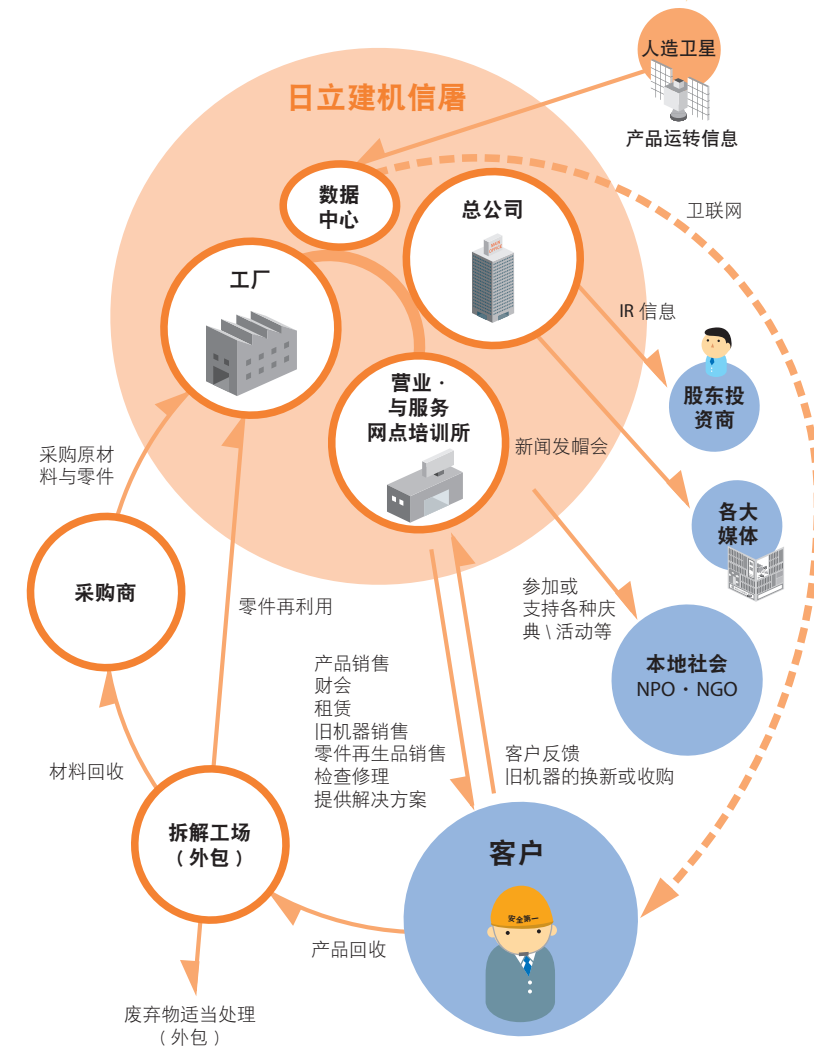 人造卫星
产品运转信息
日立建机信屠
数据
中心
总公司
卫联网
工厂
IR 信息
股东投
资商
营业 ·
与服务
网点培训所
新闻发帽会
采购原材
料与零件
各大
媒体
采购商
零件再利用
参加或
支持各种庆
典 \ 活动等
本地社会
NPO · NGO
产品销售
财会
租赁
旧机器销售
零件再生品销售
检查修理
提供解决方案
客户反馈
旧机器的换新或收购
材料回收
拆解工场
（外包）
客户
安全第一
产品回收
废弃物适当处理
（外包）